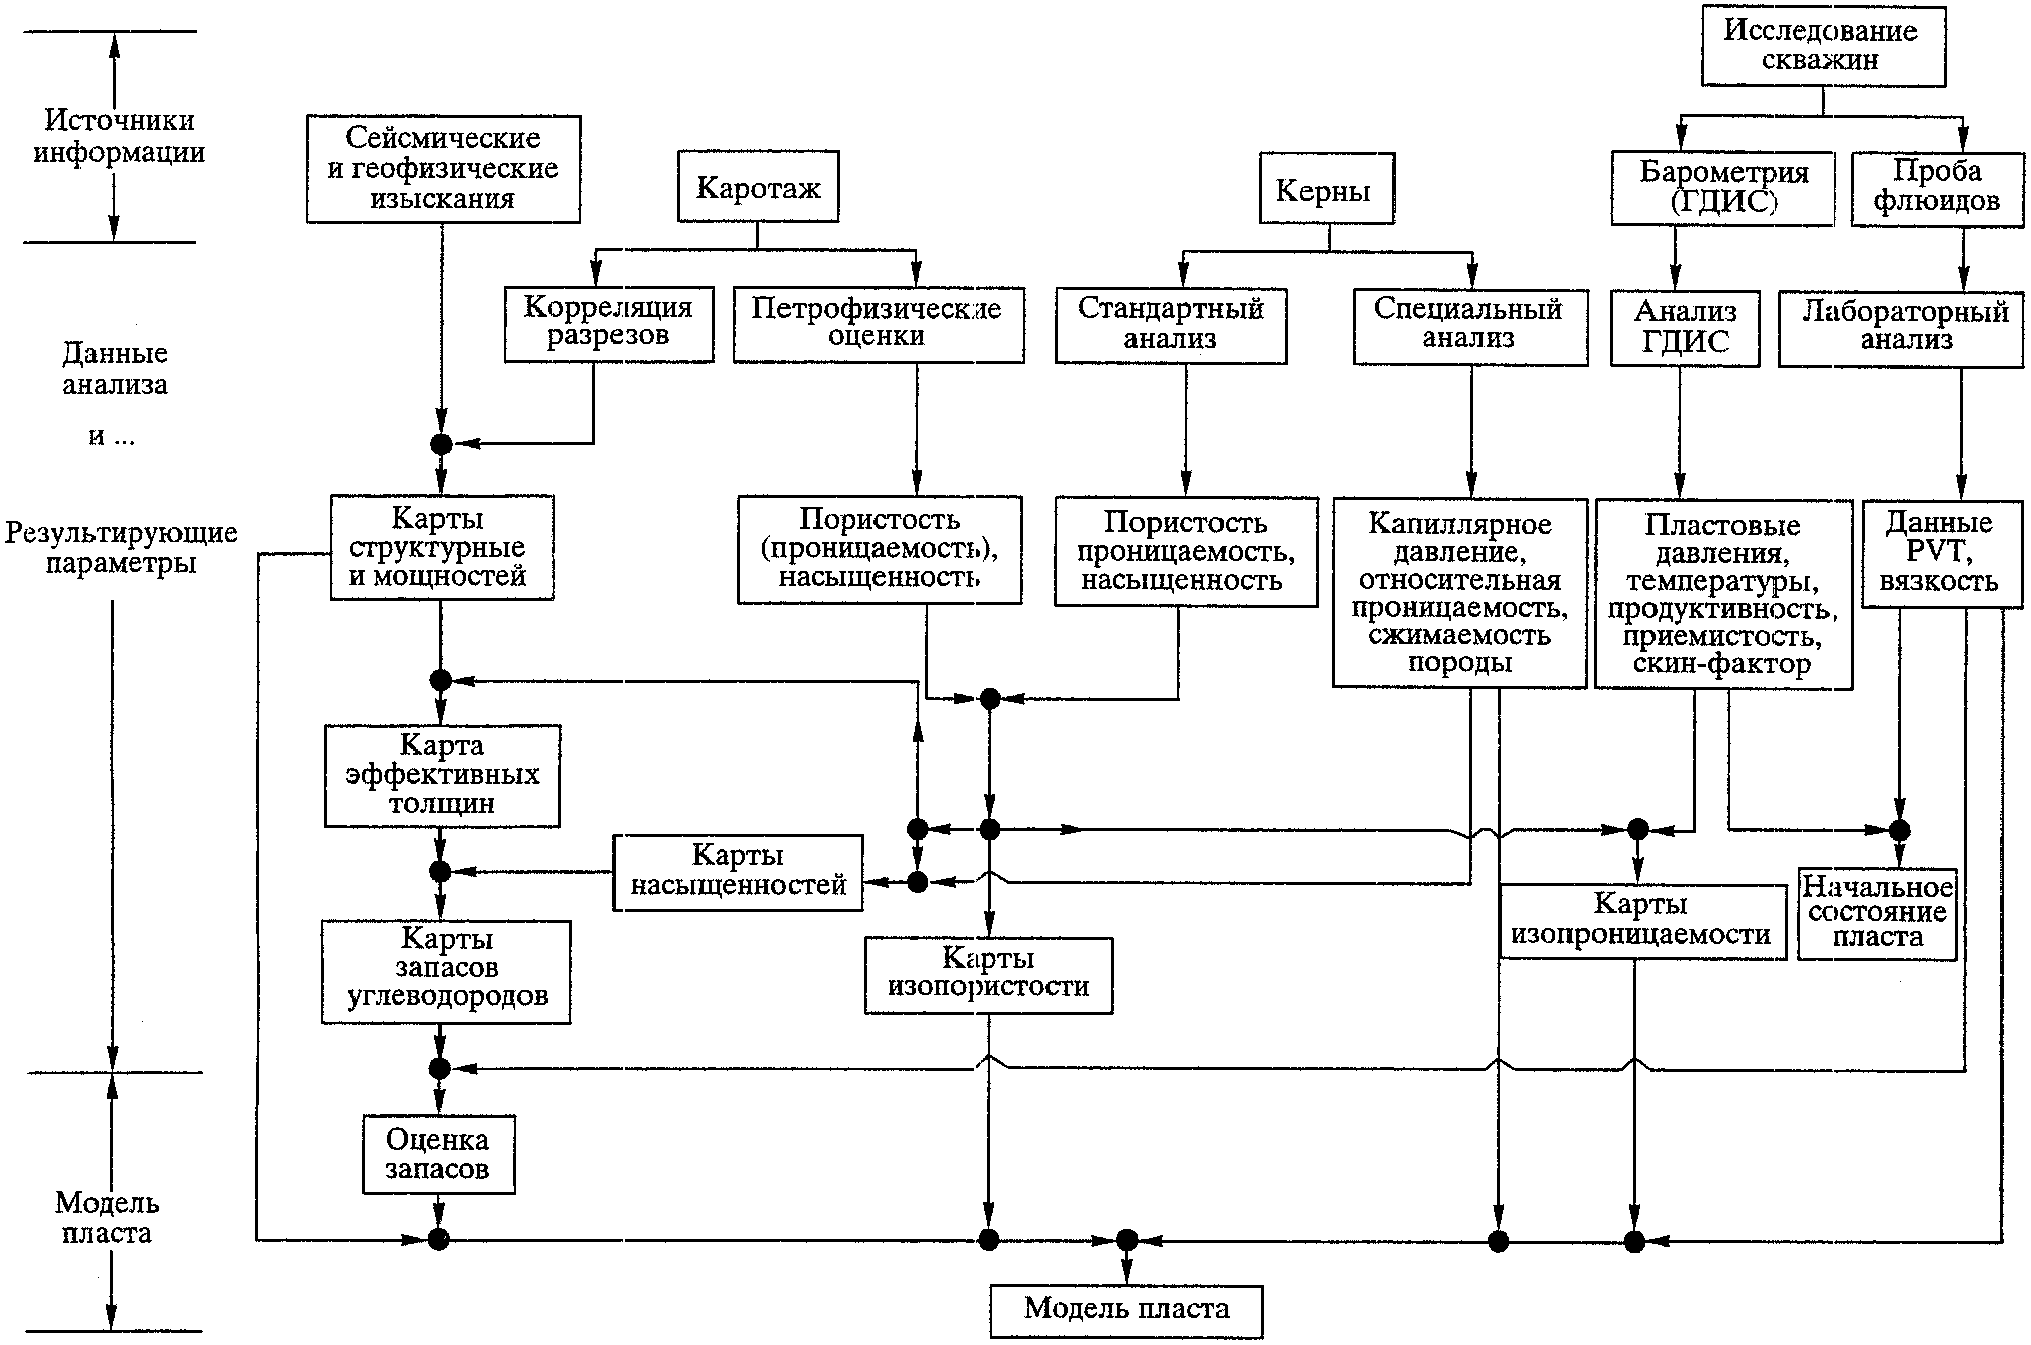 Исследование
скважин
Источники
информации
Сейсмические
и геофизические
изыскания
Каротаж
Керны
Барометрия
(ГДИС)
Проба
флюидов
Данные
анализа
и ...
Корреляция
разрезов
Петрофизические
оценки
Стандартный
анализ
Специальный
анализ
Анализ
ГДИС
Лабораторный
анализ
Результирующие
параметры
Карты
структурные
и мощностей
Пористость
(проницаемость),
насыщенность
Пористость
проницаемость,
насыщенность
Капиллярное
давление,
относительная
проницаемость,
сжимаемость
породы
Пластовые
давления,
температуры,
продуктивность,
приемистость,
скин-фактор
Данные
PVT,
вязкость
Карта
эффективных
толщин
Карты
насыщенностей
Карты
изопроницаемости
Начальное
состояние
пласта
Карты
запасов
углеводородов
Карты
изопористости
Оценка
запасов
Модель
пласта
Модель пласта